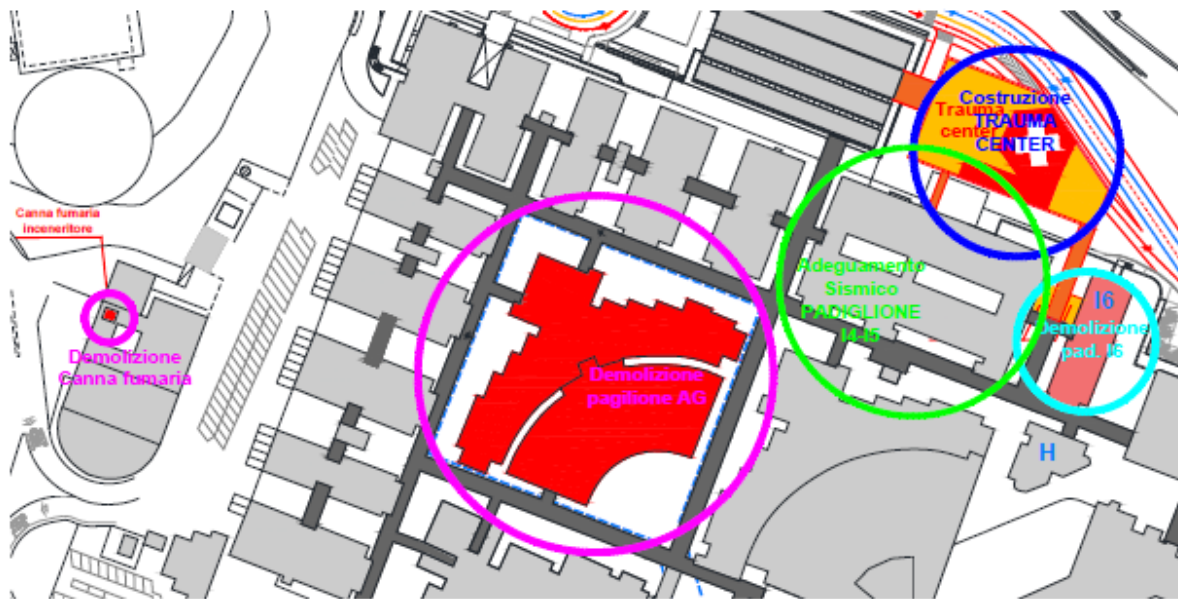 Costruzione
TRAUMA
CENTER
Trauma
center
Canna fumaria
inceneritore
Adeguamento
Sismico
PADIGLIONE
I4-I5
I6
Demolizione
pad. I6
Demolizione
Canna fumaria
Demolizione
pagilione AG
H